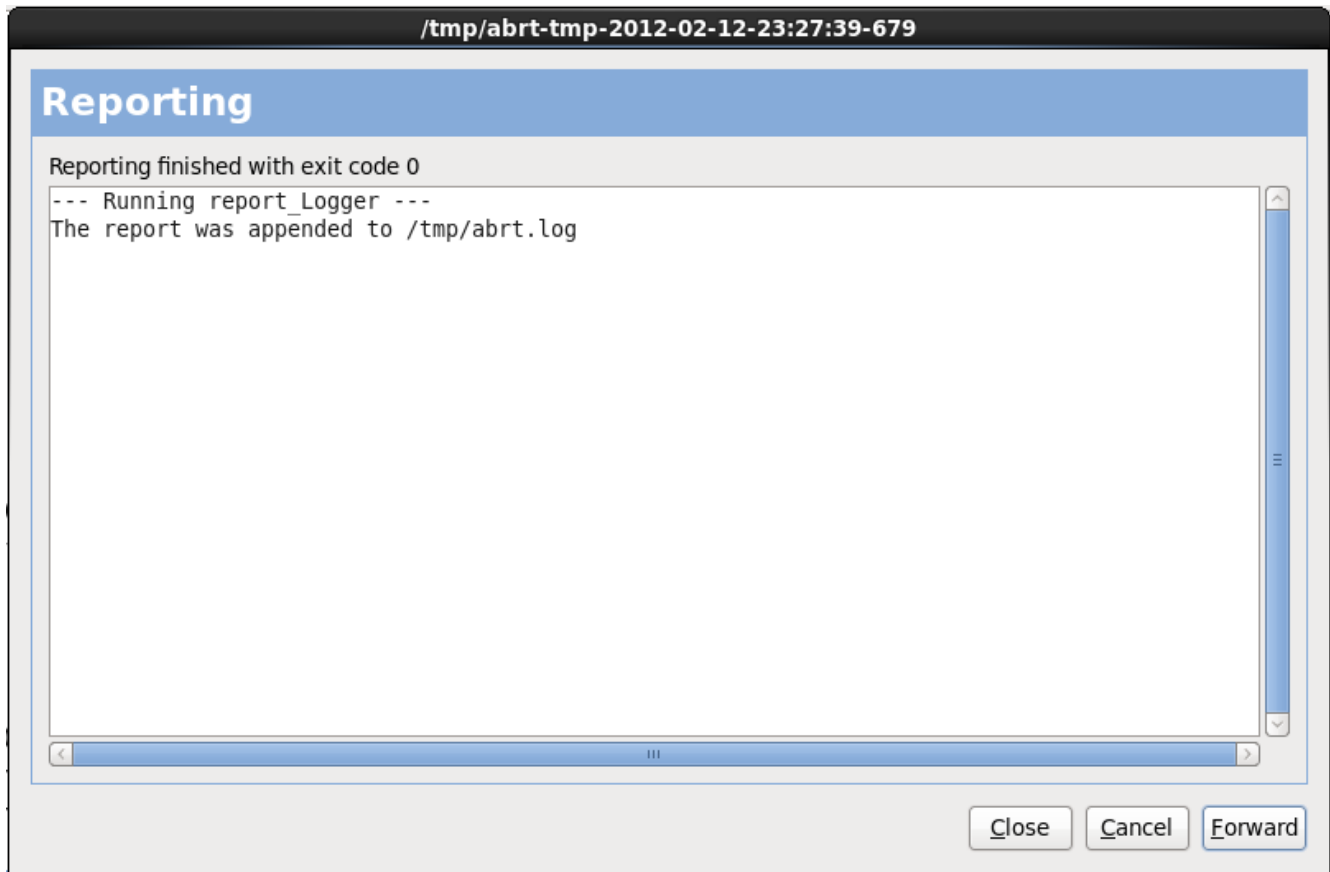 /tmp/abrt-tmp-2012-02-12-23:27:39-679
Reporting
Reporting finished with exit code 0
--- Running report_Logger ---
The report was appended to /tmp/abrt.log
Close Cancel Forward